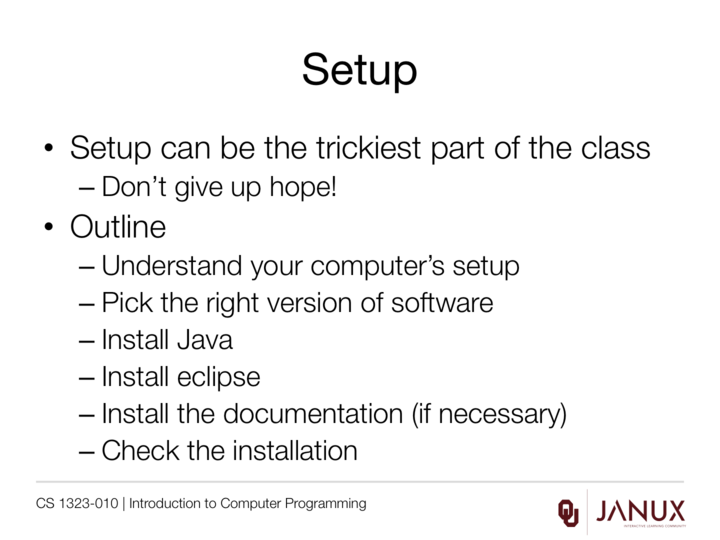 Setup
• Setup can be the trickiest part of the class
– Don't give up hope!
• Outline
– Understand your computer's setup
– Pick the right version of software
– Install Java
– Install eclipse
– Install the documentation (if necessary)
– Check the installation
CS 1323-010 | Introduction to Computer Programming
OU
JANUX
INTERACTIVE LEARNING COMMUNITY